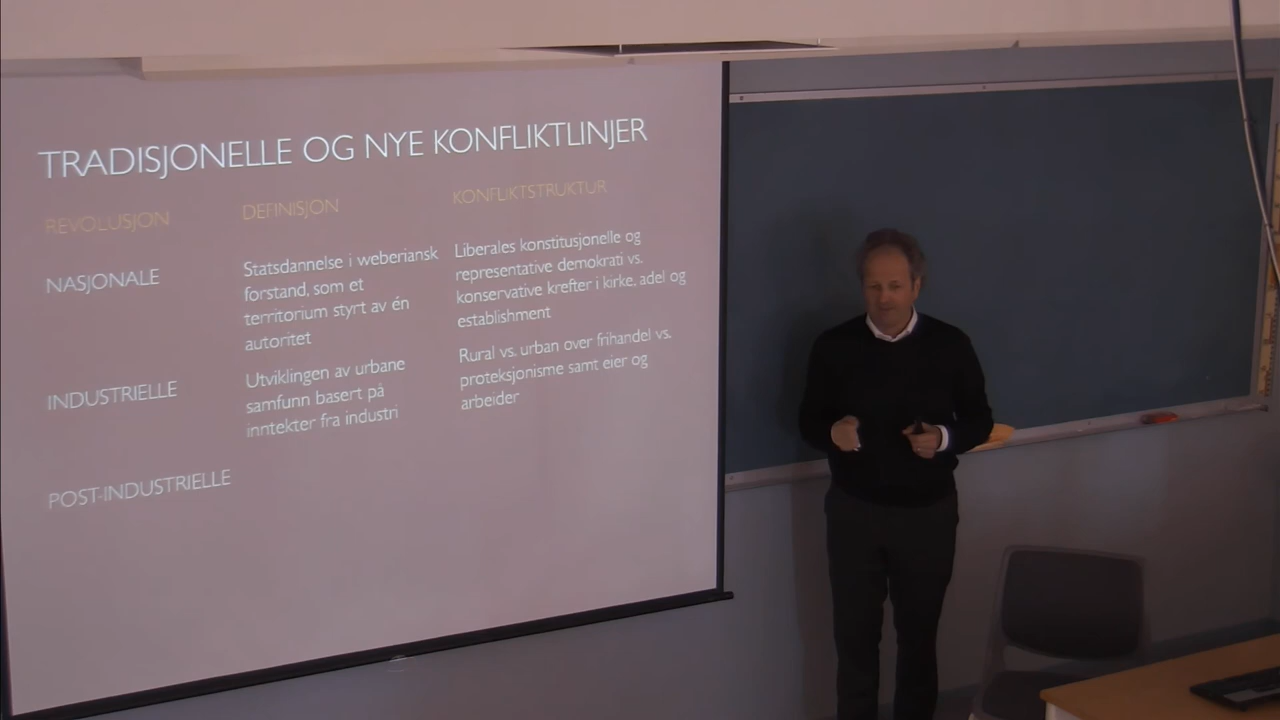 TRADISJONELLE OG NYE KONFLIKTLINJER
REVOLUSJON
DEFINISJON
KONFLIKTSTRUKTUR
NASJONALE
Statsdannelse i weberiansk
forstand, som et
territorium styrt av én
autoritet
Liberales konstitusjonelle og
representative demokrati vs.
konservative krefter i kirke, adel og
establishment
INDUSTRIELLE
Utviklingen av urbane
samfunn basert på
inntekter fra industri
Rural vs. urban over frihandel vs.
proteksjonisme samt eier og
arbeider
POST-INDUSTRIELLE